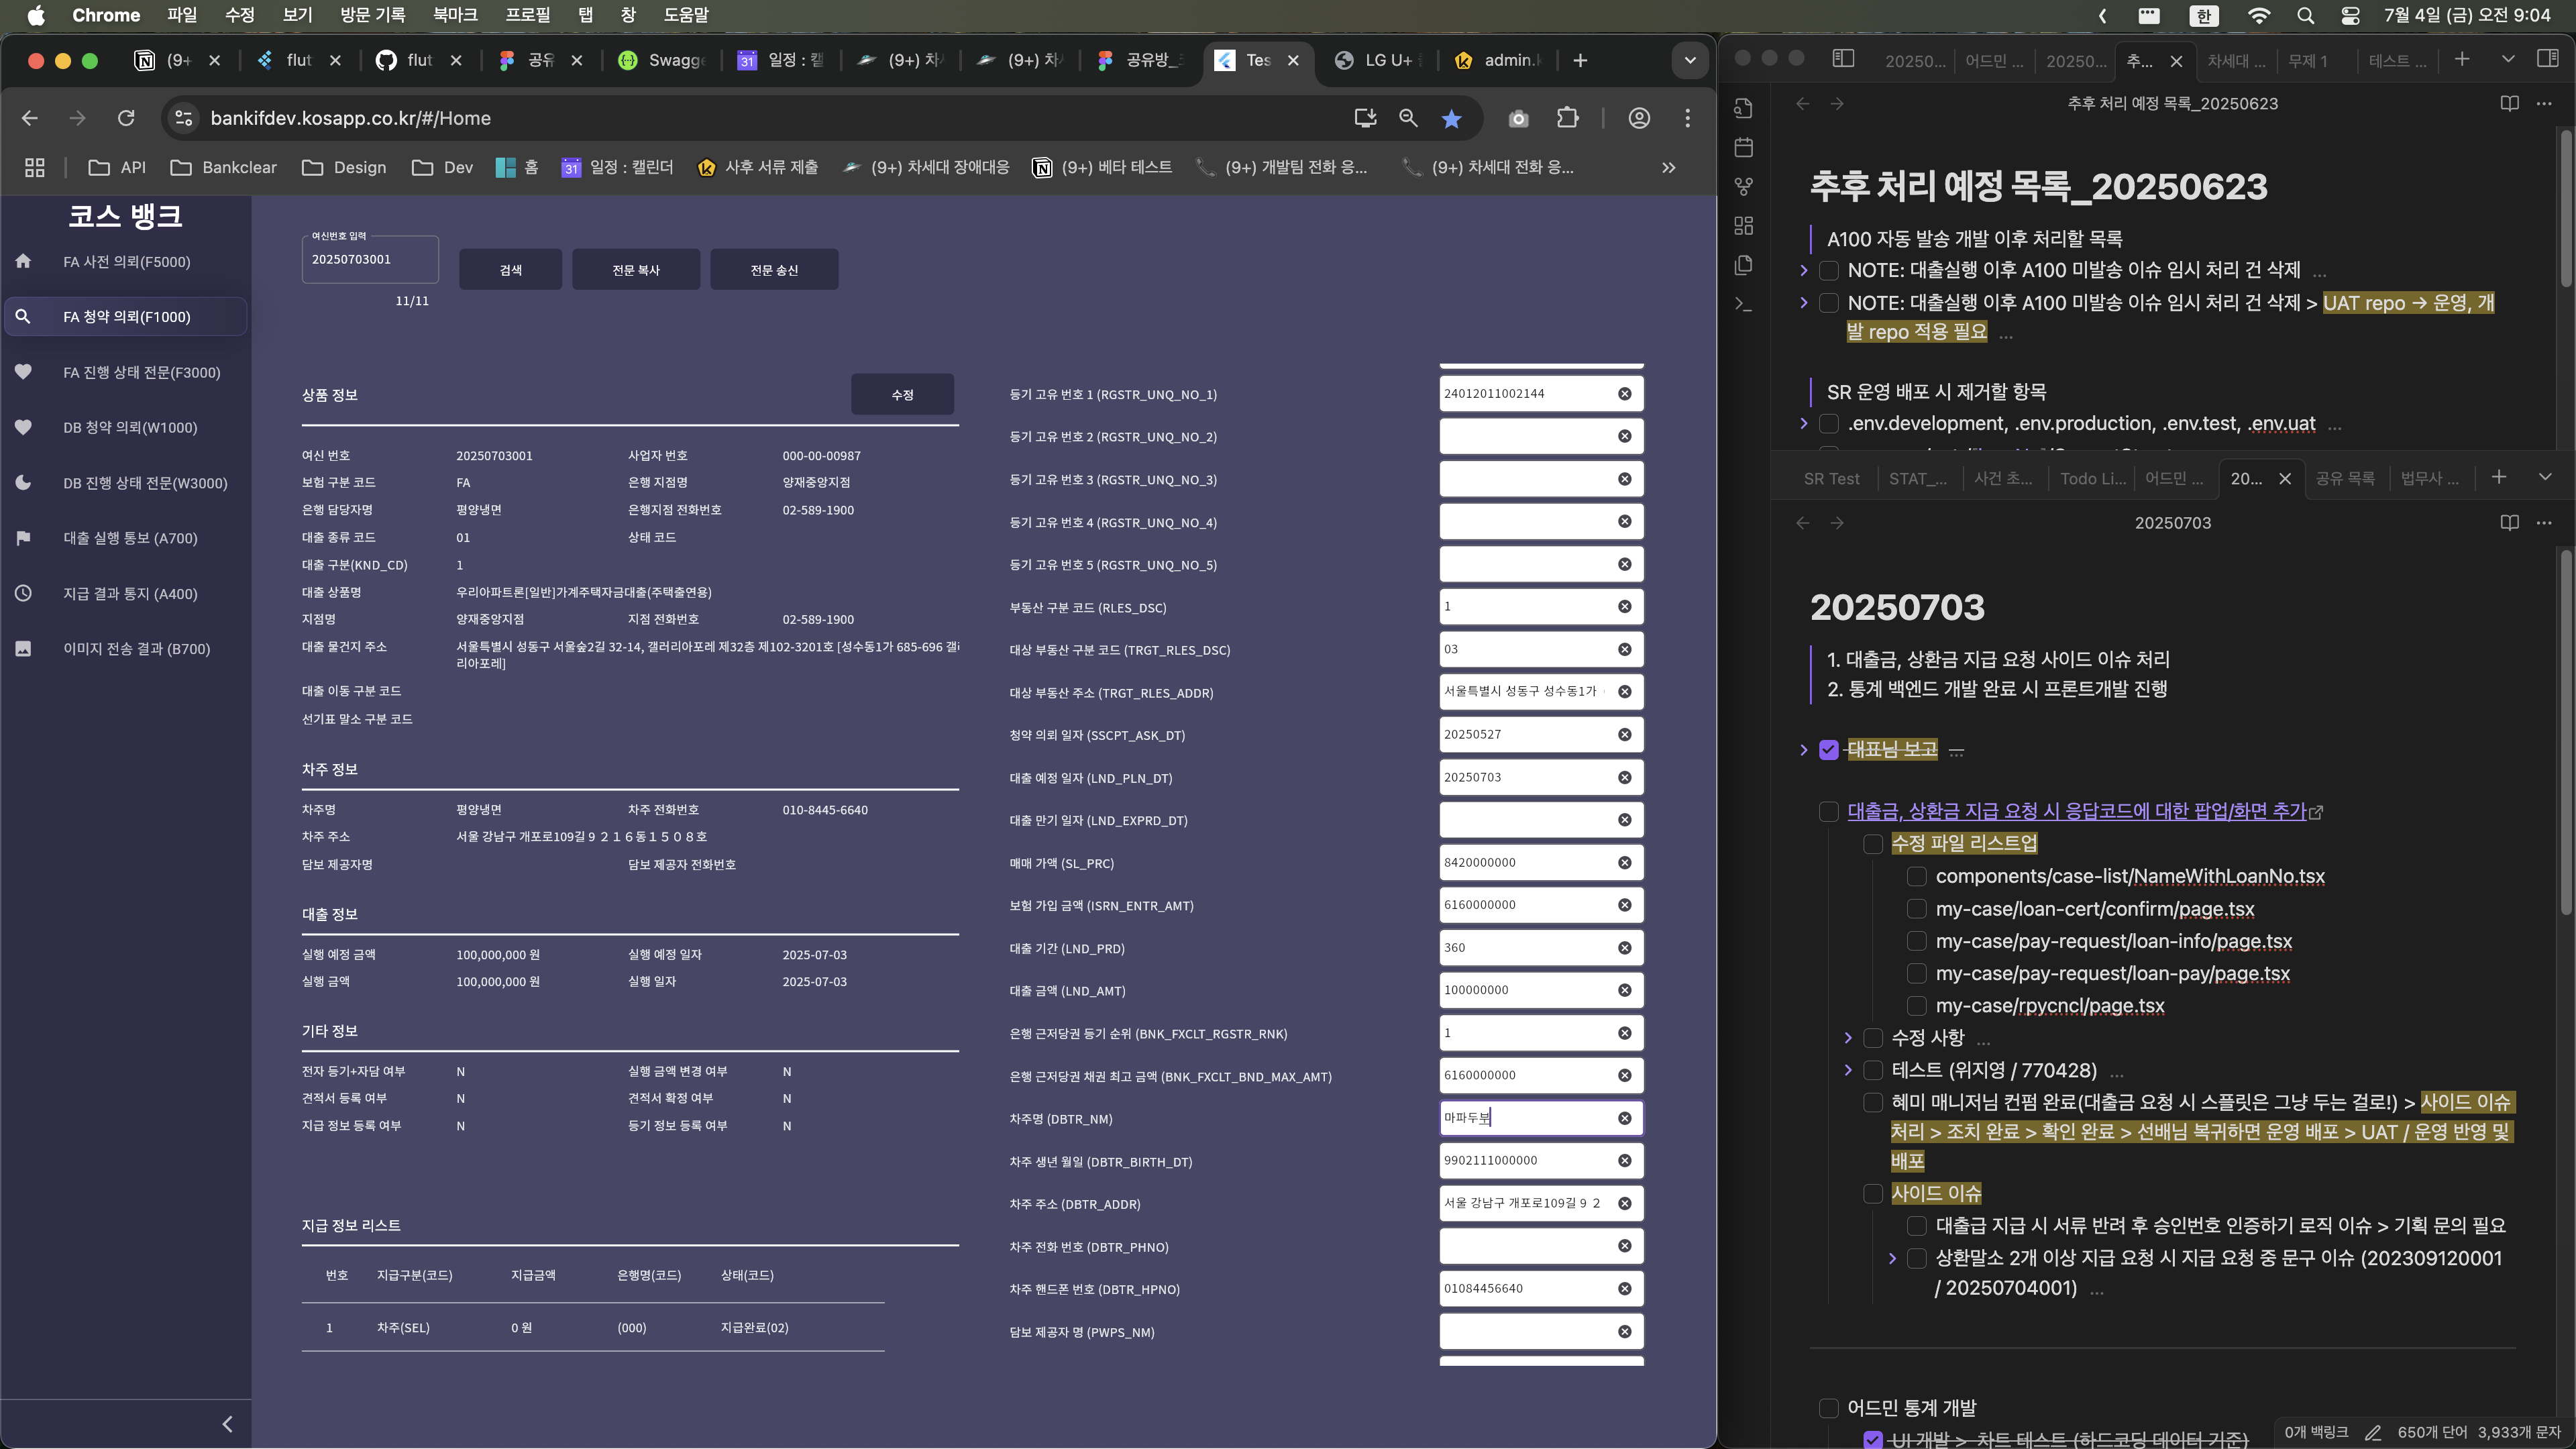 Chrome 파일 수정 보기 방문 기록 북마크 프로필 탭 창 도움말
한 7월 4일 (금) 오전 9:04
(9+ flut flut 공유 Swagge 31 일정 : 캘 (9+) 차 (9+) 차 공유방_ Tes LG U+ admin.
bankifdev.kosapp.co.kr/#/Home
API Bankclear Design Dev 홈 31 일정 : 캘린더 사후 서류 제출 (9+) 차세대 장애대응 (9+) 베타 테스트 (9+) 개발팀 전화 응... (9+) 차세대 전화 응...
코스 뱅크
FA 사전 의뢰(F5000)
FA 청약 의뢰(F1000)
FA 진행 상태 전문(F3000)
DB 청약 의뢰(W1000)
DB 진행 상태 전문(W3000)
대출 실행 통보 (A700)
지급 결과 통지 (A400)
이미지 전송 결과 (B700)
여신번호 입력
20250703001
11/11
검색 전문 복사 전문 송신
상품 정보 수정
여신 번호 20250703001 사업자 번호 000-00-00987
보험 구분 코드 FA 은행 지점명 양재중앙지점
은행 담당자명 평양냉면 은행지점 전화번호 02-589-1900
대출 종류 코드 01 상태 코드
대출 구분(KND_CD) 1
대출 상품명 우리아파트론[일반]가계주택자금대출(주택출연용)
지점명 양재중앙지점 지점 전화번호 02-589-1900
대출 물건지 주소 서울특별시 성동구 서울숲2길 32-14, 갤러리아포레 제32층 제102-3201호 [성수동1가 685-696 갤러
리아포레]
대출 이동 구분 코드
선기표 말소 구분 코드
차주 정보
차주명 평양냉면 차주 전화번호 010-8445-6640
차주 주소 서울 강남구 개포로109길 9 2 1 6 동 1 5 0 8 호
담보 제공자명 담보 제공자 전화번호
대출 정보
실행 예정 금액 100,000,000 원 실행 예정 일자 2025-07-03
실행 금액 100,000,000 원 실행 일자 2025-07-03
기타 정보
전자 등기+자담 여부 N 실행 금액 변경 여부 N
견적서 등록 여부 N 견적서 확정 여부 N
지급 정보 등록 여부 N 등기 정보 등록 여부 N
지급 정보 리스트
번호 지급구분(코드) 지급금액 은행명(코드) 상태(코드)
1 차주(SEL) 0 원 (000) 지급완료(02)
등기 고유 번호 1 (RGSTR_UNQ_NO_1) 24012011002144
등기 고유 번호 2 (RGSTR_UNQ_NO_2)
등기 고유 번호 3 (RGSTR_UNQ_NO_3)
등기 고유 번호 4 (RGSTR_UNQ_NO_4)
등기 고유 번호 5 (RGSTR_UNQ_NO_5)
부동산 구분 코드 (RLES_DSC) 1
대상 부동산 구분 코드 (TRGT_RLES_DSC) 03
대상 부동산 주소 (TRGT_RLES_ADDR) 서울특별시 성동구 성수동1가
청약 의뢰 일자 (SSCPT_ASK_DT) 20250527
대출 예정 일자 (LND_PLN_DT) 20250703
대출 만기 일자 (LND_EXPRD_DT)
매매 가액 (SL_PRC) 8420000000
보험 가입 금액 (ISRN_ENTR_AMT) 6160000000
대출 기간 (LND_PRD) 360
대출 금액 (LND_AMT) 100000000
은행 근저당권 등기 순위 (BNK_FXCLT_RGSTR_RNK) 1
은행 근저당권 채권 최고 금액 (BNK_FXCLT_BND_MAX_AMT) 6160000000
차주명 (DBTR_NM) 마파두부
차주 생년 월일 (DBTR_BIRTH_DT) 9902111000000
차주 주소 (DBTR_ADDR) 서울 강남구 개포로109길 9 2
차주 전화 번호 (DBTR_PHNO)
차주 핸드폰 번호 (DBTR_HPNO) 01084456640
담보 제공자 명 (PWPS_NM)
20250... 어드민 ... 20250... 추... 차세대 ... 무제 1 테스트 ...
추후 처리 예정 목록_20250623
추후 처리 예정 목록_20250623
A100 자동 발송 개발 이후 처리할 목록
NOTE: 대출실행 이후 A100 미발송 이슈 임시 처리 건 삭제 ...
NOTE: 대출실행 이후 A100 미발송 이슈 임시 처리 건 삭제 > UAT repo → 운영, 개
발 repo 적용 필요 ...
SR 운영 배포 시 제거할 항목
.env.development, .env.production, .env.test, .env.uat ...
SR Test STAT_... 사건 초... Todo Li... 어드민 ... 20... 공유 목록 법무사 ...
20250703
20250703
1. 대출금, 상환금 지급 요청 사이드 이슈 처리
2. 통계 백엔드 개발 완료 시 프론트개발 진행
대표님 보고 ...
대출금, 상환금 지급 요청 시 응답코드에 대한 팝업/화면 추가
수정 파일 리스트업
components/case-list/NameWithLoanNo.tsx
my-case/loan-cert/confirm/page.tsx
my-case/pay-request/loan-info/page.tsx
my-case/pay-request/loan-pay/page.tsx
my-case/rpycncl/page.tsx
수정 사항 ...
테스트 (위지영 / 770428) ...
혜미 매니저님 컨펌 완료(대출금 요청 시 스플릿은 그냥 두는 걸로!) > 사이드 이슈
처리 > 조치 완료 > 확인 완료 > 선배님 복귀하면 운영 배포 > UAT / 운영 반영 및
배포
사이드 이슈
대출급 지급 시 서류 반려 후 승인번호 인증하기 로직 이슈 > 기획 문의 필요
상환말소 2개 이상 지급 요청 시 지급 요청 중 문구 이슈 (202309120001
/ 20250704001) ...
어드민 통계 개발
UI 개발 > 차트 테스트 (하드코딩 데이터 기준)
0개 백링크 650개 단어 3,933개 문자